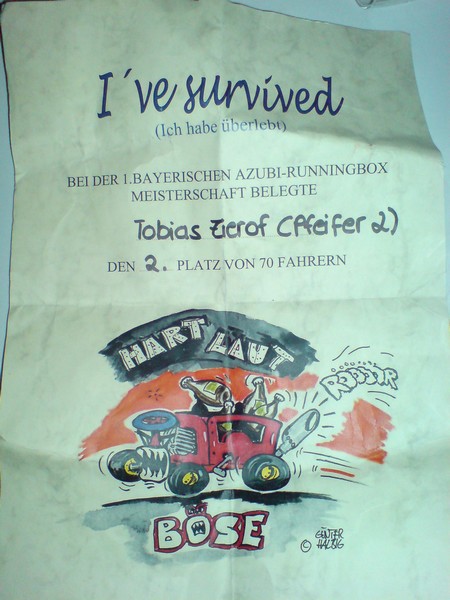 I´ve survived
(Ich habe überlebt)
BEI DER 1.BAYERISCHEN AZUBI-RUNNINGBOX
MEISTERSCHAFT BELEGTE
Tobias Zierof (Pfeifer 2)
DEN 2. PLATZ VON 70 FAHRERN
HART LAUT
BÖSE
© GÜNTER